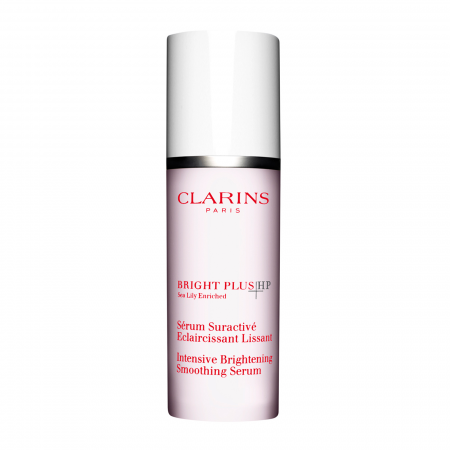 CLARINS
PARIS
BRIGHT PLUS HP
Sea Lily Enriched
Sérum Suractivé
Eclaircissant Lissant
Intensive Brightening
Smoothing Serum